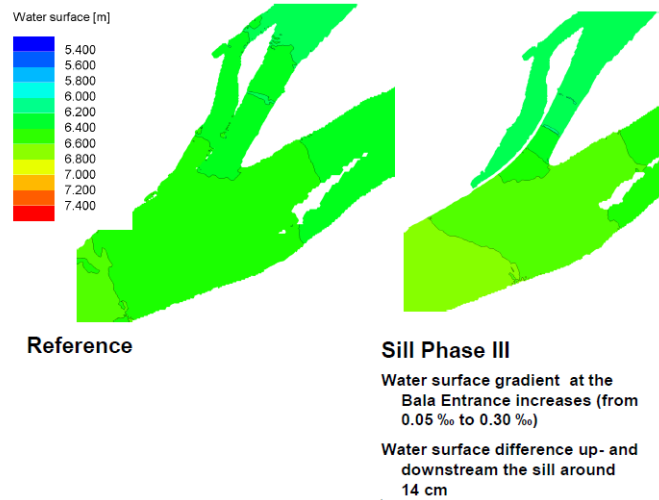 Water surface [m]
5.400
5.600
5.800
6.000
6.200
6.400
6.600
6.800
7.000
7.200
7.400
Reference
Sill Phase III
Water surface gradient at the
Bala Entrance increases (from
0.05 ‰ to 0.30 ‰)
Water surface difference up- and
downstream the sill around
14 cm